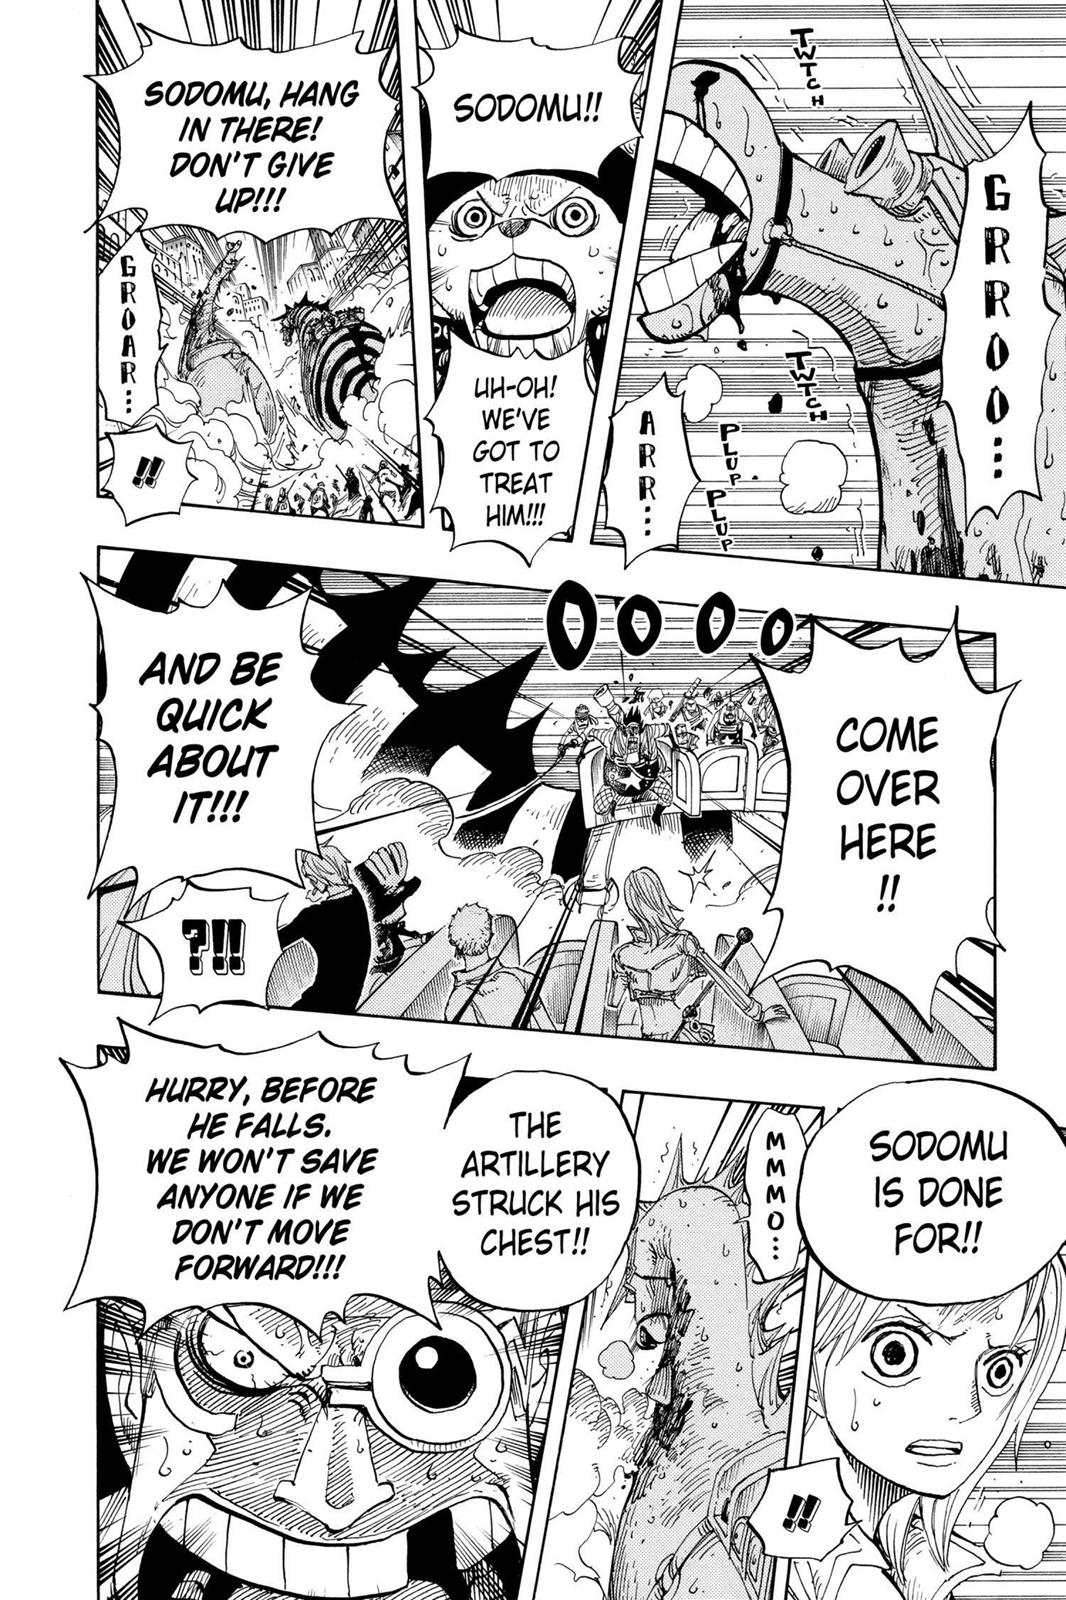 TWTCH
GRROO...
TWTCH
ARR...
PLUP
PLUP
SODOMU!!
UH-OH!
WE'VE
GOT TO
TREAT
HIM!!!
SODOMU, HANG
IN THERE!
DON'T GIVE
UP!!!
GROAR...
!!
OOOO
COME
OVER
HERE
!!
AND BE
QUICK
ABOUT
IT!!!
?!!
SODOMU
IS DONE
FOR!!
!!
MMMO...
THE
ARTILLERY
STRUCK HIS
CHEST!!
HURRY, BEFORE
HE FALLS.
WE WON'T SAVE
ANYONE IF WE
DON'T MOVE
FORWARD!!!